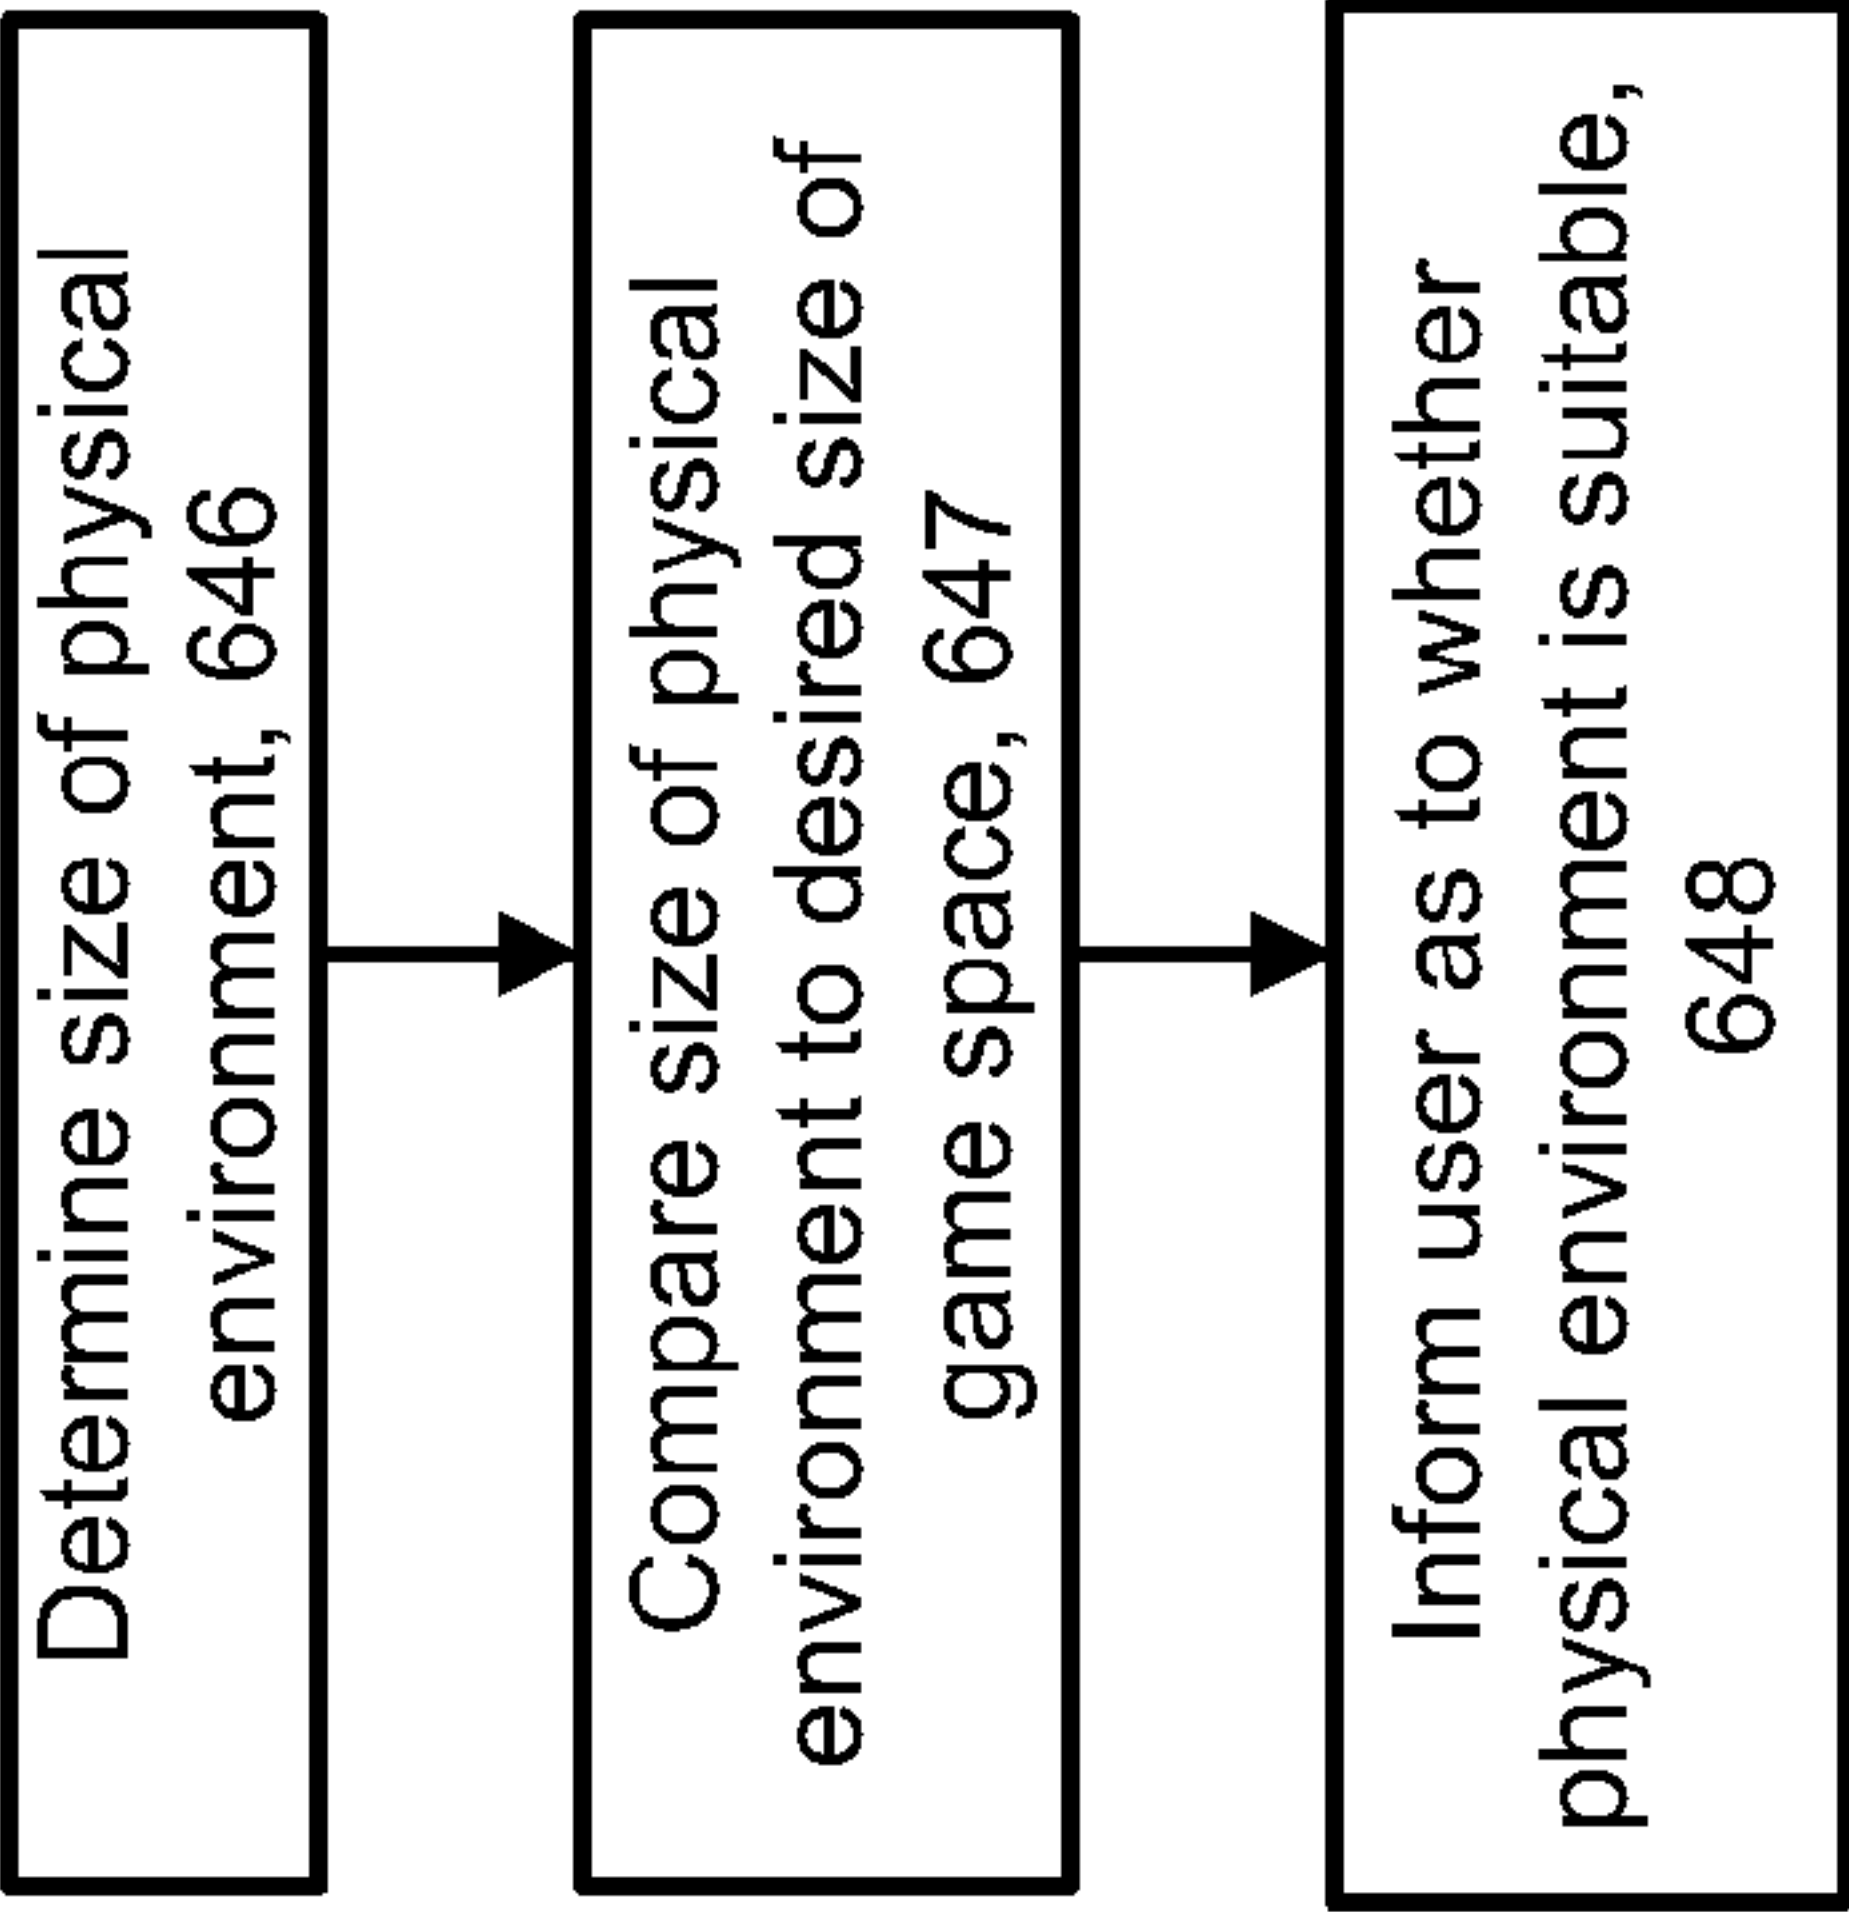 Determine size of physical
environment, 646
Compare size of physical
environment to desired size of
game space, 647
Inform user as to whether
physical environment is suitable,
648